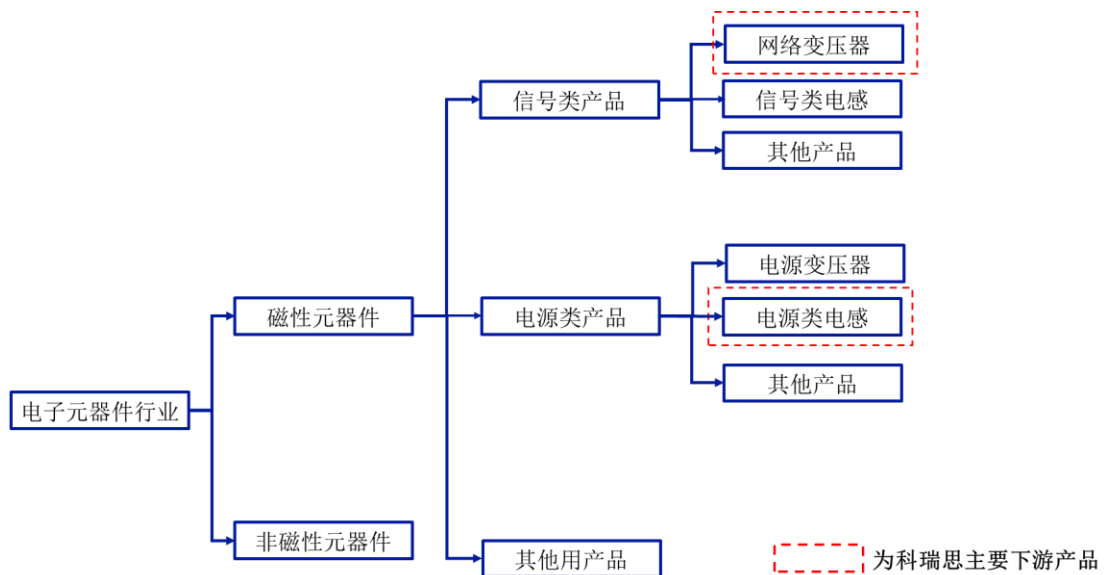 网络变压器
信号类产品
信号类电感
其他产品
电源变压器
磁性元器件
电源类产品
电源类电感
其他产品
电子元器件行业
非磁性元器件
其他用产品
为科瑞思主要下游产品